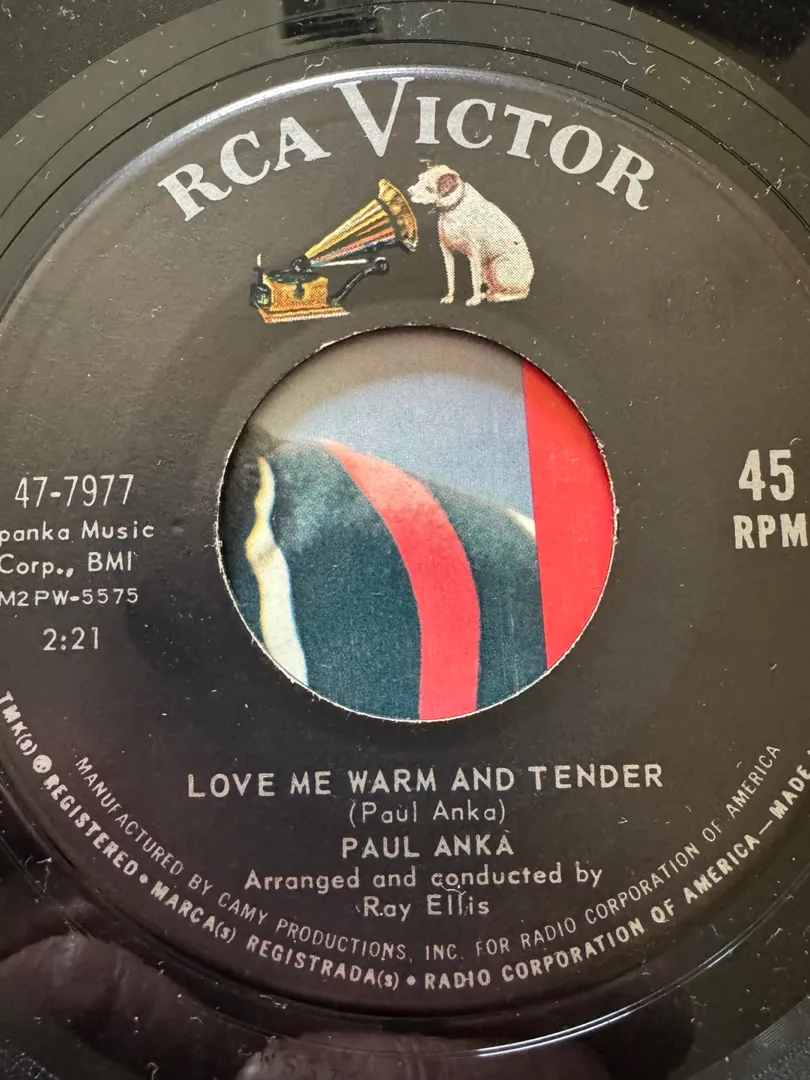 RCA VICTOR
47-7977
panka Music
Corp., BMI
M2PW-5575
2:21
45
RPM
LOVE ME WARM AND TENDER
(Paul Anka)
PAUL ANKA
Arranged and conducted by
Ray Ellis
MANUFACTURED BY CAMY PRODUCTIONS, INC. FOR RADIO CORPORATION OF AMERICA
TMK(s) ® REGISTERED • MARCA(s) REGISTRADA(s) • RADIO CORPORATION OF AMERICA—MADE